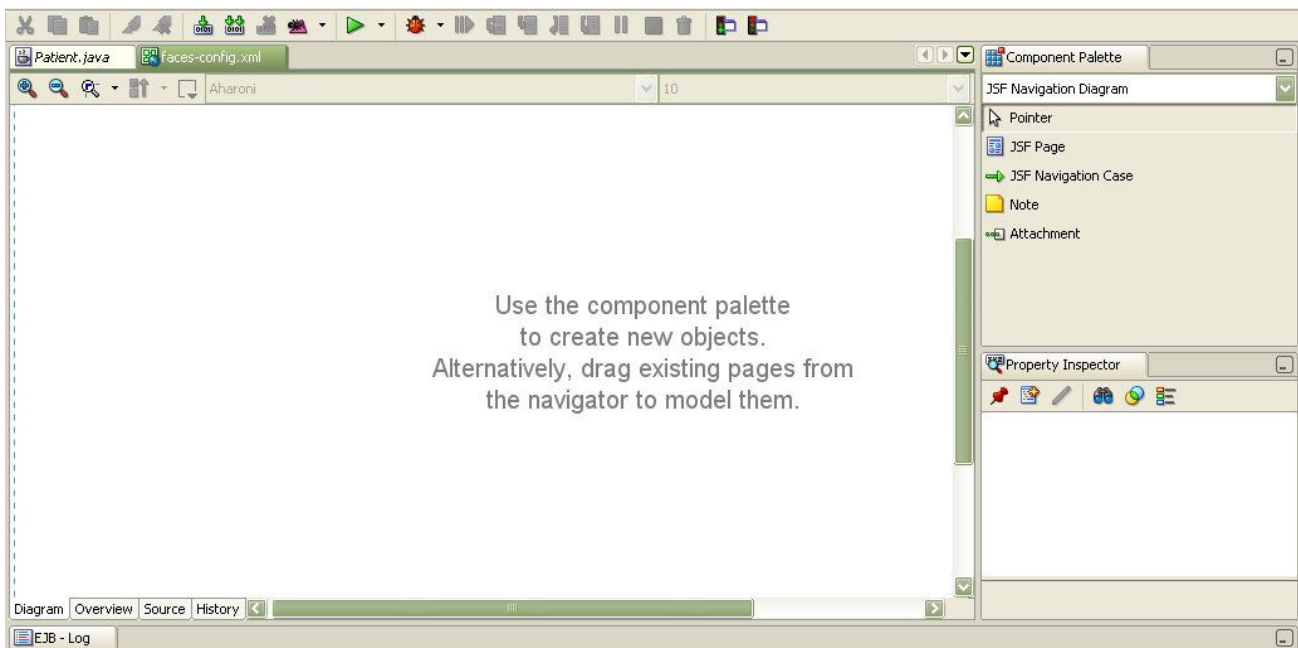 Patient.java
faces-config.xml
Component Palette
Aharoni
10
JSF Navigation Diagram
Pointer
JSF Page
JSF Navigation Case
Note
Attachment
Use the component palette
to create new objects.
Alternatively, drag existing pages from
the navigator to model them.
Property Inspector
Diagram Overview Source History
EJB - Log